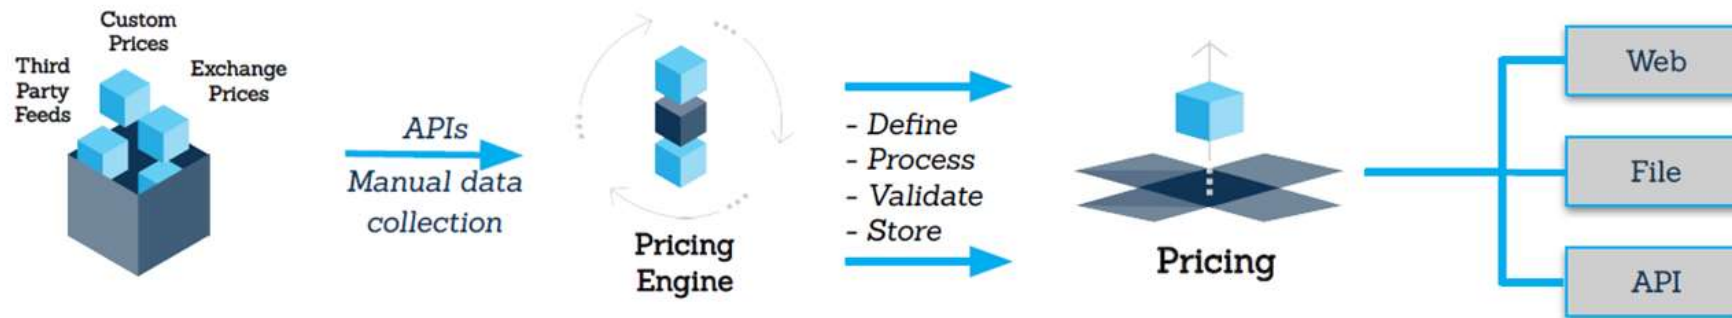 Custom
Prices
Third
Party
Feeds
Exchange
Prices
APIs
Manual data
collection
Pricing
Engine
- Define
- Process
- Validate
- Store
Pricing
Web
File
API